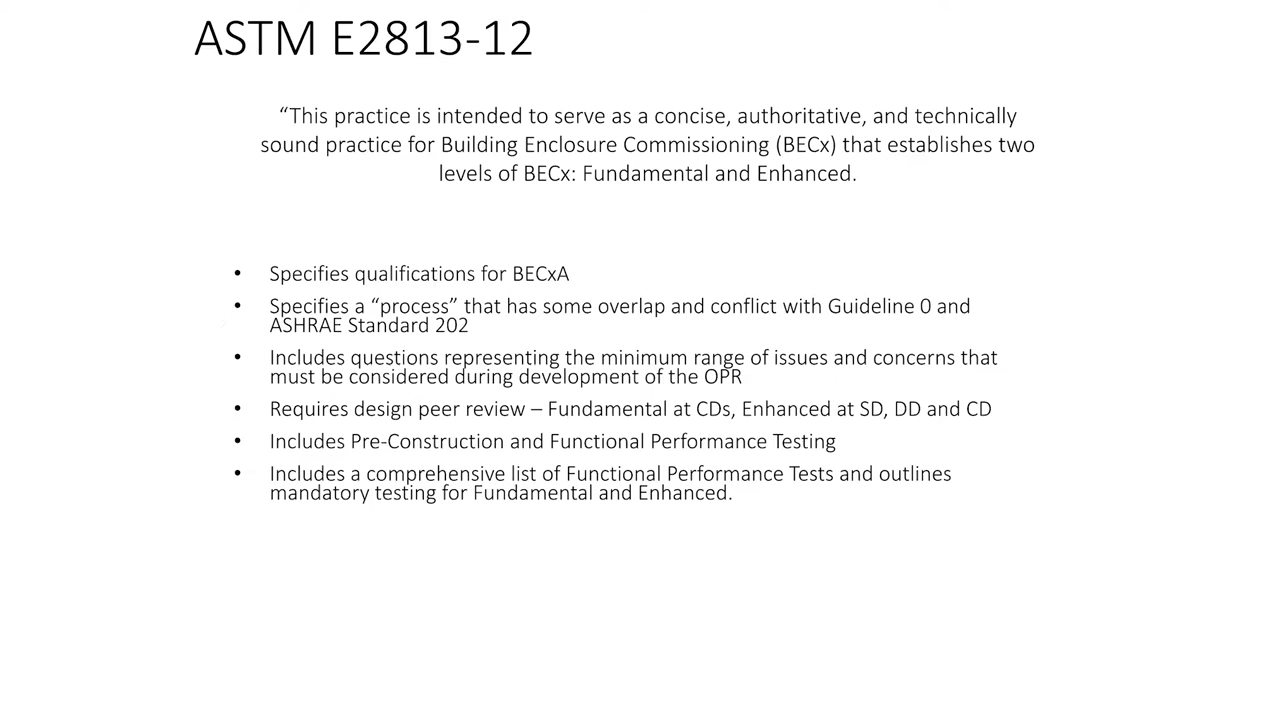 ASTM E2813-12
“This practice is intended to serve as a concise, authoritative, and technically
sound practice for Building Enclosure Commissioning (BECx) that establishes two
levels of BECx: Fundamental and Enhanced.
• Specifies qualifications for BECxA
• Specifies a “process” that has some overlap and conflict with Guideline 0 and
ASHRAE Standard 202
• Includes questions representing the minimum range of issues and concerns that
must be considered during development of the OPR
• Requires design peer review – Fundamental at CDs, Enhanced at SD, DD and CD
• Includes Pre-Construction and Functional Performance Testing
• Includes a comprehensive list of Functional Performance Tests and outlines
mandatory testing for Fundamental and Enhanced.